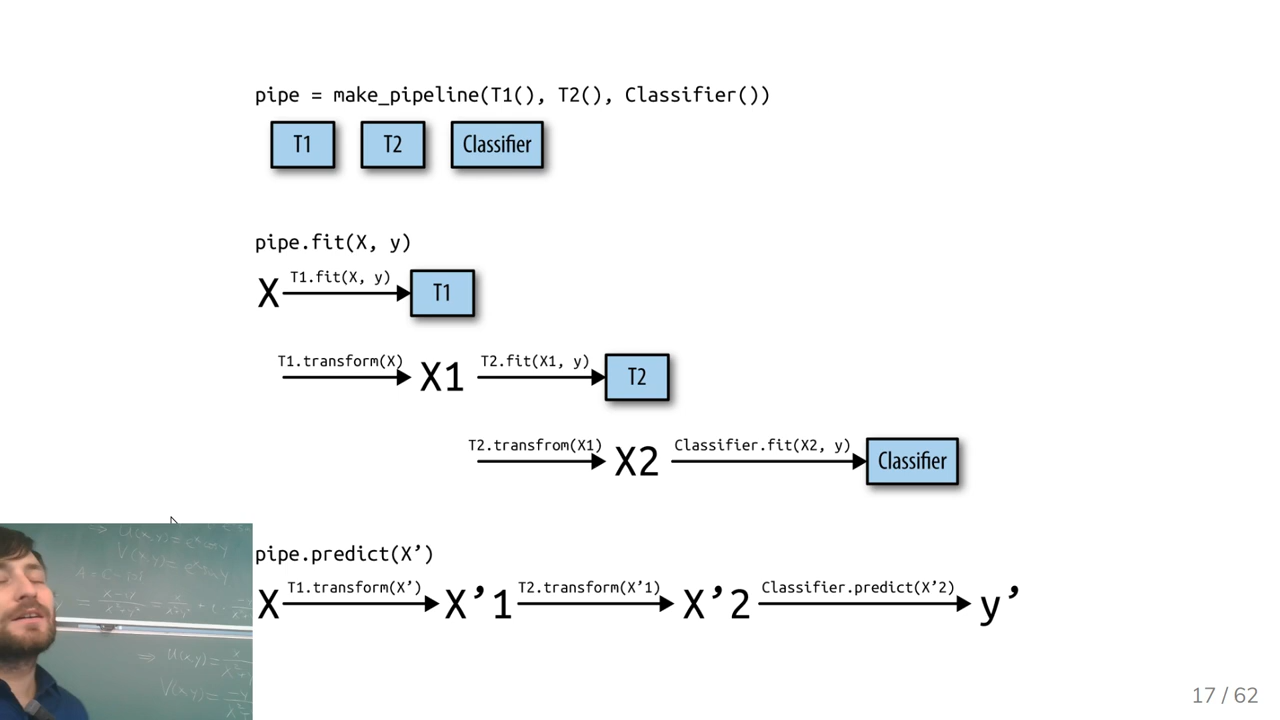 pipe = make_pipeline(T1(), T2(), Classifier())
T1 T2 Classifier
pipe.fit(X, y)
X T1.fit(X, y) T1
T1.transform(X) X1 T2.fit(X1, y) T2
T2.transfrom(X1) X2 Classifier.fit(X2, y) Classifier
pipe.predict(X’)
X T1.transform(X’) X’1 T2.transform(X’1) X’2 Classifier.predict(X’2) y’
⇒ U(x,y) =
V(x,y) =
17 / 62